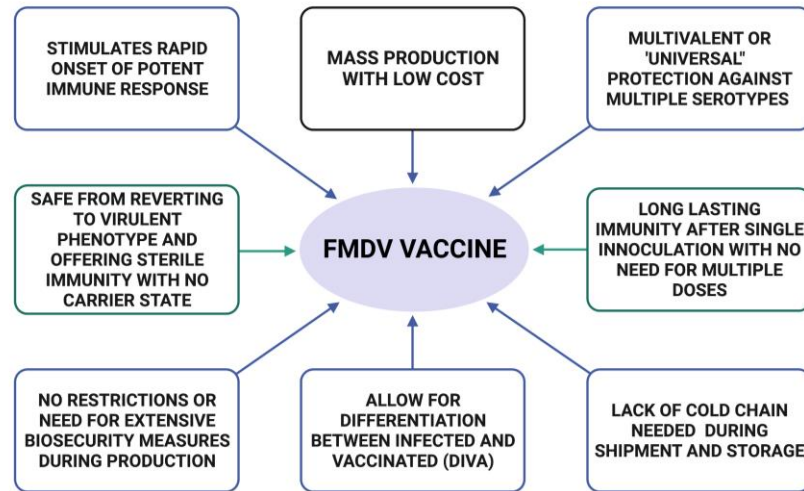 STIMULATES RAPID
ONSET OF POTENT
IMMUNE RESPONSE
MASS PRODUCTION
WITH LOW COST
MULTIVALENT OR
'UNIVERSAL"
PROTECTION AGAINST
MULTIPLE SEROTYPES
SAFE FROM REVERTING
TO VIRULENT
PHENOTYPE AND
OFFERING STERILE
IMMUNITY WITH NO
CARRIER STATE
FMDV VACCINE
LONG LASTING
IMMUNITY AFTER SINGLE
INNOCULATION WITH NO
NEED FOR MULTIPLE
DOSES
NO RESTRICTIONS OR
NEED FOR EXTENSIVE
BIOSECURITY MEASURES
DURING PRODUCTION
ALLOW FOR
DIFFERENTIATION
BETWEEN INFECTED AND
VACCINATED (DIVA)
LACK OF COLD CHAIN
NEEDED DURING
SHIPMENT AND STORAGE